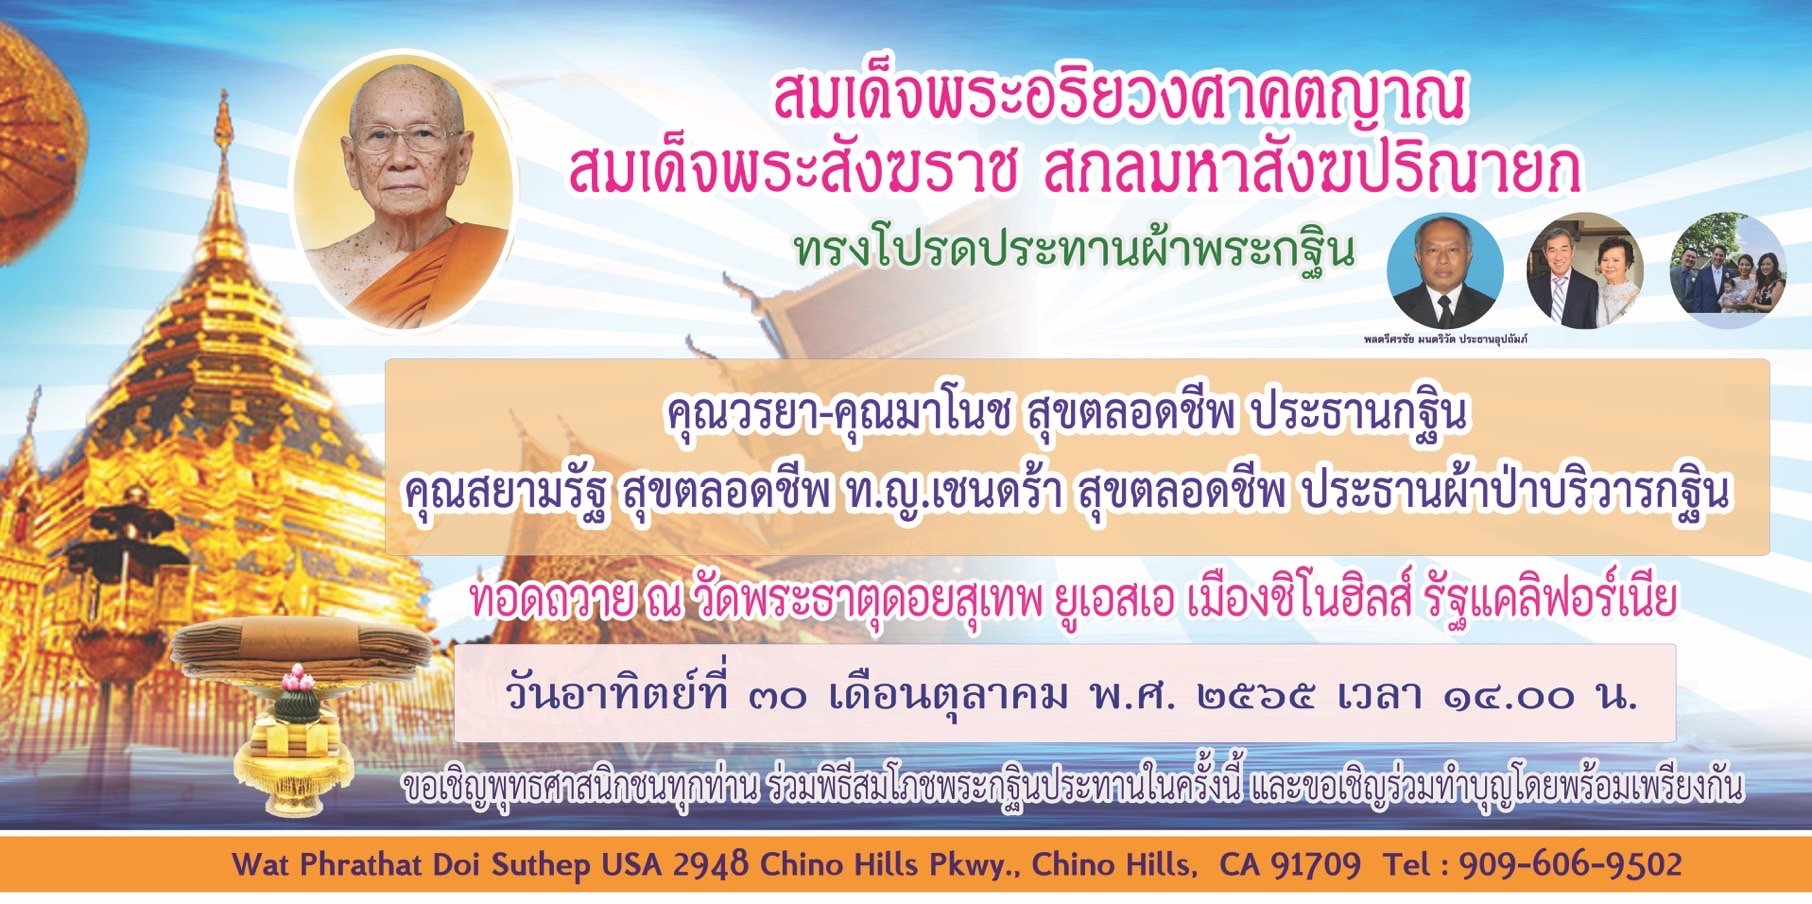 สมเด็จพระอริยวงศาคตญาณ
สมเด็จพระสังฆราช สกลมหาสังฆปริณายก
ทรงโปรดประทานผ้าพระกฐิน
พลตรีศรชัย มนตริวัต ประธานอุปถัมภ์
คุณวรยา-คุณมาโนช สุขตลอดชีพ ประธานกฐิน
คุณสยามรัฐ สุขตลอดชีพ ท.ญ.เชนดร้า สุขตลอดชีพ ประธานผ้าป่าบริวารกฐิน
ทอดถวาย ณ วัดพระธาตุดอยสุเทพ ยูเอสเอ เมืองชิโนฮิลส์ รัฐแคลิฟอร์เนีย
วันอาทิตย์ที่ ๓๐ เดือนตุลาคม พ.ศ. ๒๕๖๕ เวลา ๑๔.๐๐ น.
ขอเชิญพุทธศาสนิกชนทุกท่าน ร่วมพิธีสมโภชพระกฐินประทานในครั้งนี้ และขอเชิญร่วมทำบุญโดยพร้อมเพรียงกัน
Wat Phrathat Doi Suthep USA 2948 Chino Hills Pkwy., Chino Hills, CA 91709 Tel : 909-606-9502